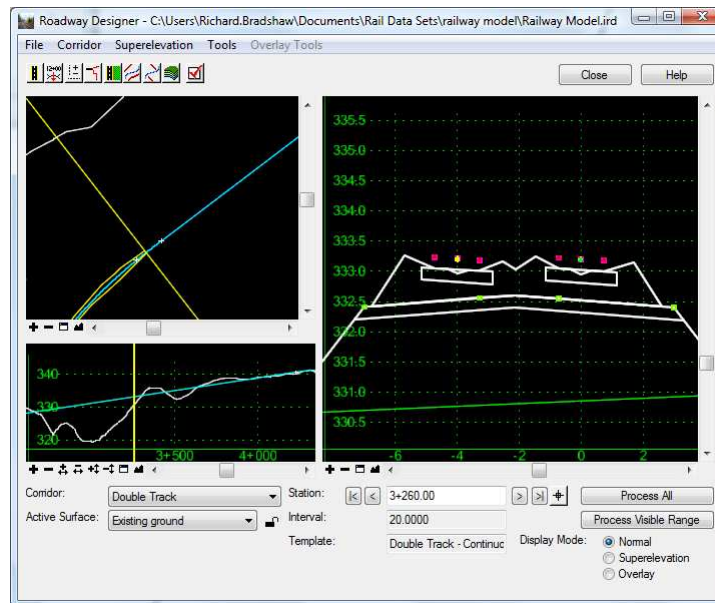 Roadway Designer - C:\Users\Richard.Bradshaw\Documents\Rail Data Sets\railway model\Railway Model.ird
File Corridor Superelevation Tools Overlay Tools
Close Help
335.5
335.0
334.5
334.0
333.5
333.0
332.5
332.0
331.5
331.0
330.5
-6 -4 -2 0 2
340
330
320
3+500 4+000
Corridor: Double Track
Station: |< < 3+260.00 > >|
Process All
Active Surface: Existing ground
Interval: 20.0000
Process Visible Range
Template: Double Track - Continuc
Display Mode: Normal
Superelevation
Overlay